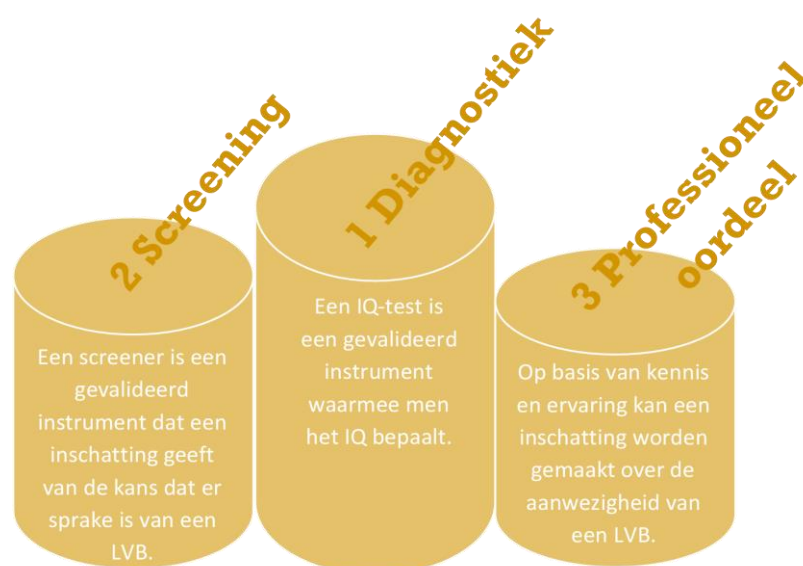 2 Screening
Een screener is een
gevalideerd
instrument dat een
inschatting geeft
van de kans dat er
sprake is van een
LVB.
1 Diagnostiek
Een IQ-test is
een gevalideerd
instrument
waarmee men
het IQ bepaalt.
3 Professioneel
oordeel
Op basis van kennis
en ervaring kan een
inschatting worden
gemaakt over de
aanwezigheid van
een LVB.